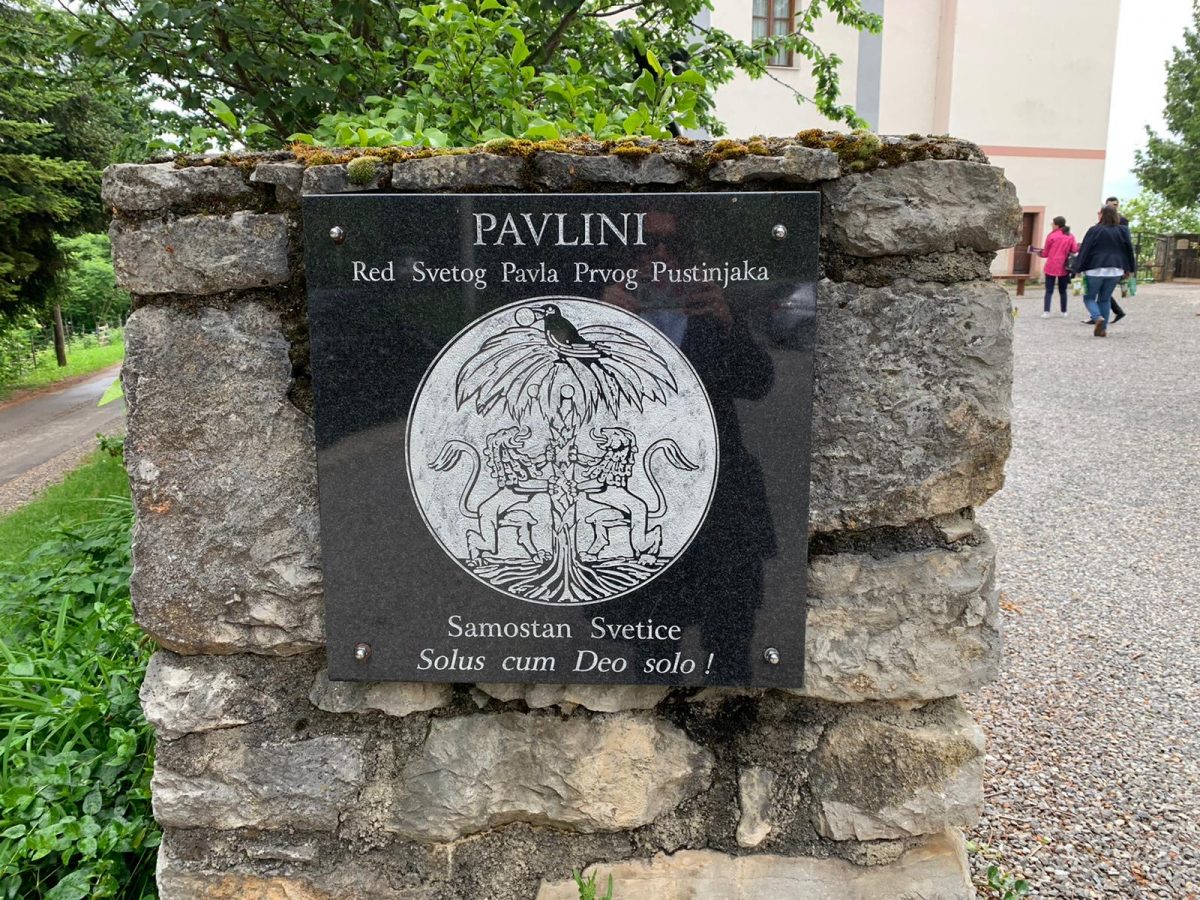 PAVLINI
Red Svetog Pavla Prvog Pustinjaka
Samostan Svetice
Solus cum Deo solo !